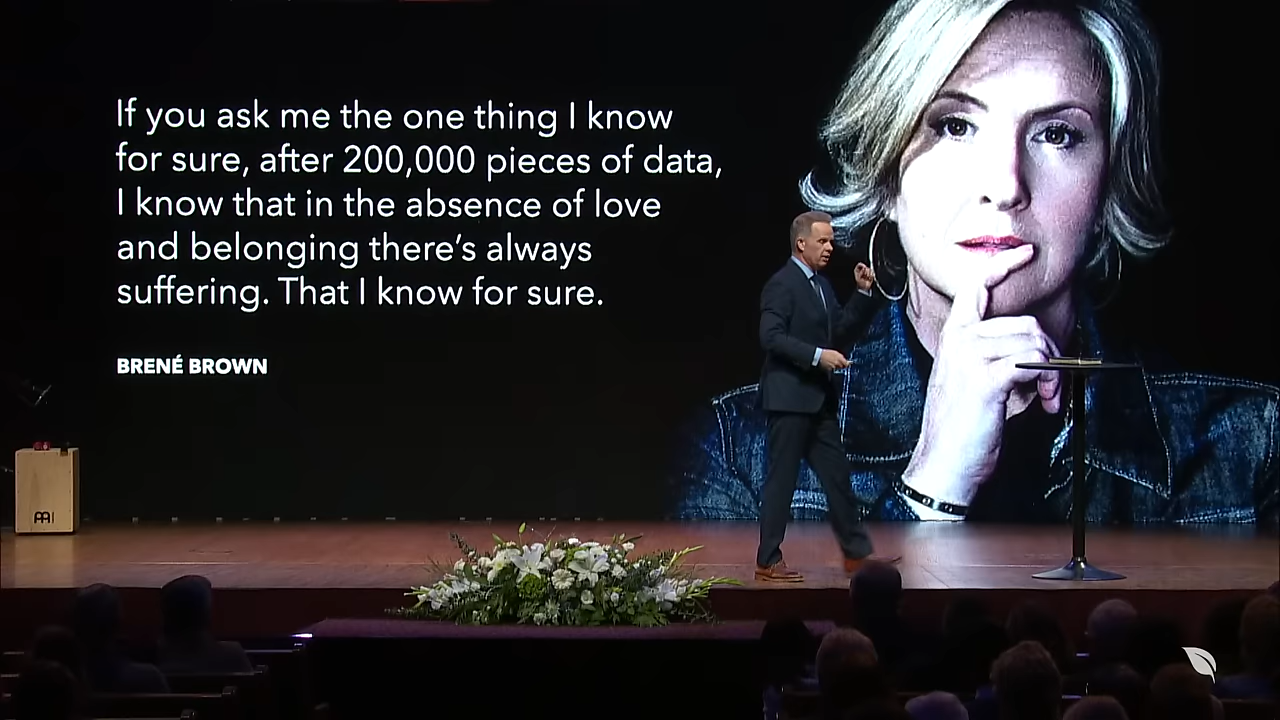 If you ask me the one thing I know
for sure, after 200,000 pieces of data,
I know that in the absence of love
and belonging there’s always
suffering. That I know for sure.
BRENÉ BROWN